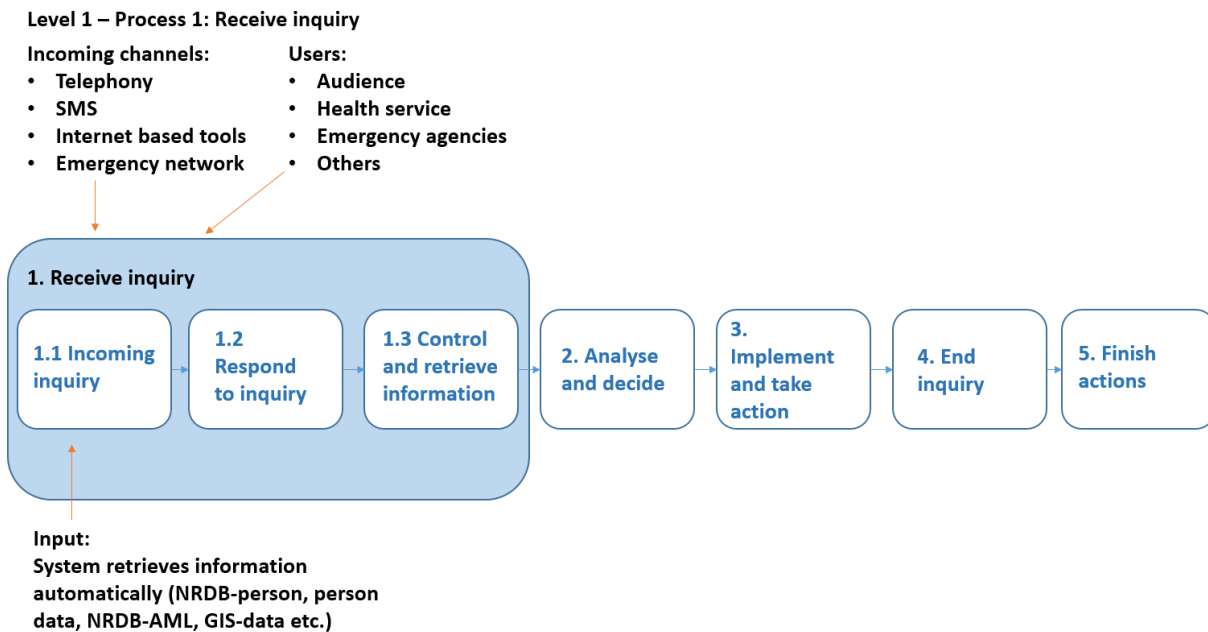 Level 1 – Process 1: Receive inquiry
Incoming channels:
• Telephony
• SMS
• Internet based tools
• Emergency network
Users:
• Audience
• Health service
• Emergency agencies
• Others
1. Receive inquiry
1.1 Incoming
inquiry
1.2
Respond
to inquiry
1.3 Control
and retrieve
information
2. Analyse
and decide
3.
Implement
and take
action
4. End
inquiry
5. Finish
actions
Input:
System retrieves information
automatically (NRDB-person, person
data, NRDB-AML, GIS-data etc.)